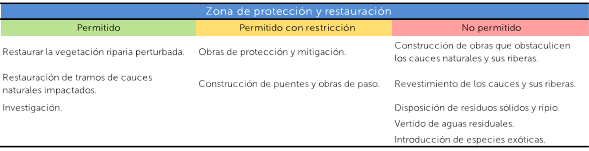 Zona de protección y restauración
Permitido
Permitido con restricción
No permitido
Restaurar la vegetación riparia perturbada.
Obras de protección y mitigación.
Construcción de obras que obstaculicen
los cauces naturales y sus riberas.
Restauración de tramos de cauces
naturales impactados.
Construcción de puentes y obras de paso.
Revestimiento de los cauces y sus riberas.
Investigación.
Disposición de residuos sólidos y ripio.
Vertido de aguas residuales.
Introducción de especies exóticas.